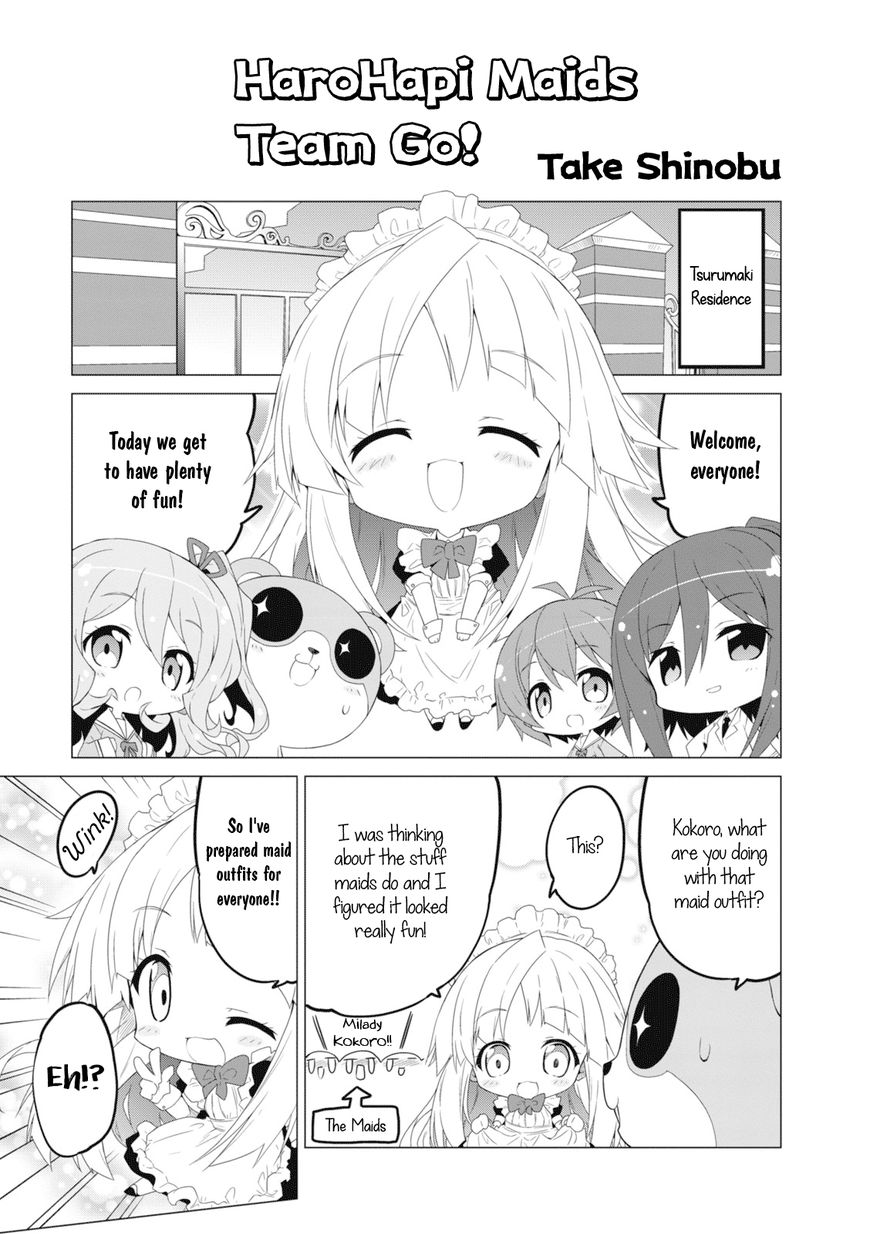 HaroHapi Maids
Team Go!
Take Shinobu
Tsurumaki
Residence
Welcome,
everyone!
Today we get
to have plenty
of fun!
Kokoro, what
are you doing
with that
maid outfit?
This?
I was thinking
about the stuff
maids do and I
figured it looked
really fun!
Milady
Kokoro!!
The Maids
So I've
prepared maid
outfits for
everyone!!
Wink!
Eh!?